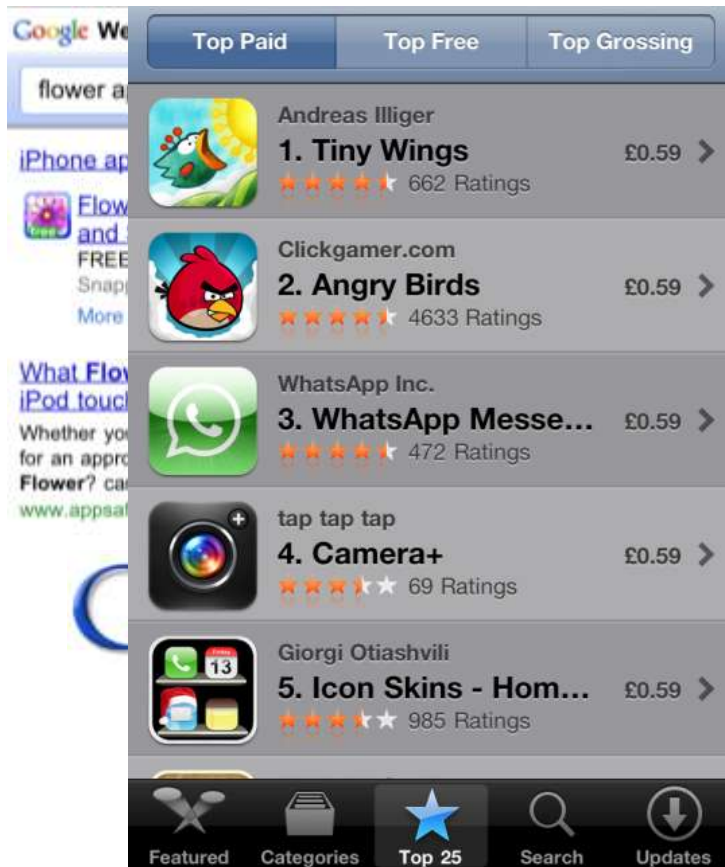 Google We
flower a
iPhone ap
Flow
and
FREE
Snap
More
What Flo
iPod touc
Whether yo
for an appro
Flower? ca
www.appsa
Top Paid
Top Free
Top Grossing
Andreas Illiger
1. Tiny Wings
£0.59
662 Ratings
Clickgamer.com
2. Angry Birds
£0.59
4633 Ratings
WhatsApp Inc.
3. WhatsApp Messe...
£0.59
472 Ratings
tap tap tap
4. Camera+
£0.59
69 Ratings
Giorgi Otiashvili
13
5. Icon Skins - Hom...
£0.59
985 Ratings
Featured
Categories
Top 25
Search
Updates